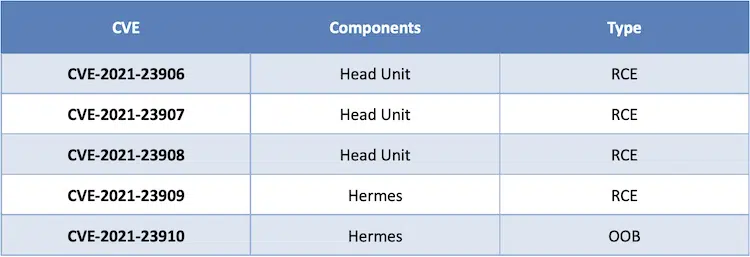 CVE Components Type
CVE-2021-23906 Head Unit RCE
CVE-2021-23907 Head Unit RCE
CVE-2021-23908 Head Unit RCE
CVE-2021-23909 Hermes RCE
CVE-2021-23910 Hermes OOB